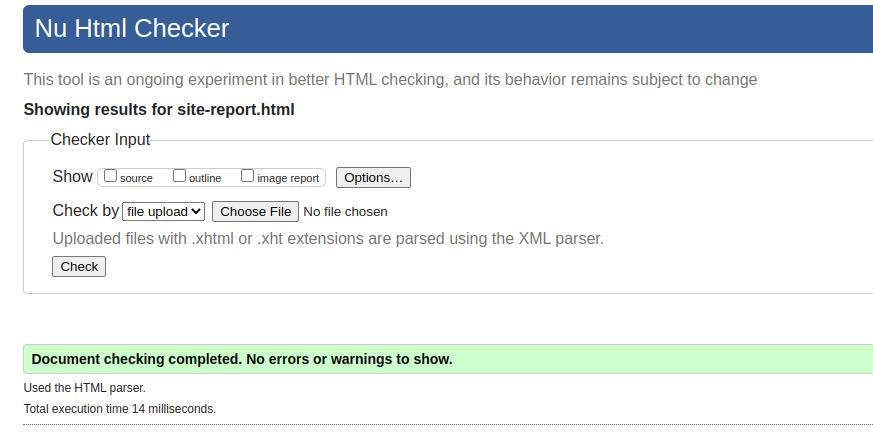 Nu Html Checker
This tool is an ongoing experiment in better HTML checking, and its behavior remains subject to change
Showing results for site-report.html
Checker Input
Show source outline image report Options…
Check by file upload Choose File No file chosen
Uploaded files with .xhtml or .xht extensions are parsed using the XML parser.
Check
Document checking completed. No errors or warnings to show.
Used the HTML parser.
Total execution time 14 milliseconds.